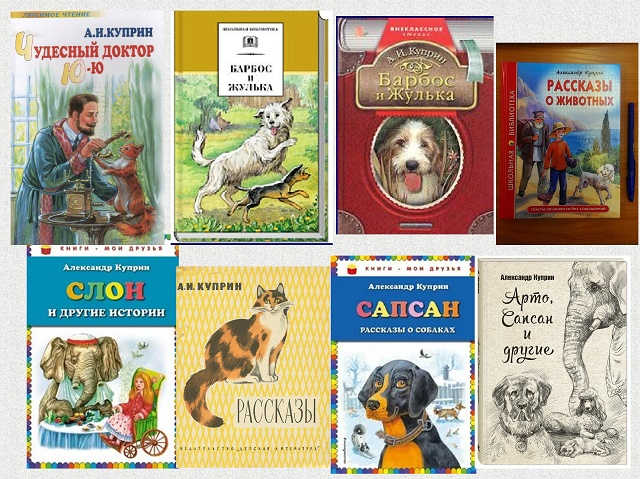 ЛЮБИМОЕ ЧТЕНИЕ
А.И.КУПРИН
ЧУДЕСНЫЙ ДОКТОР
Ю-Ю
ШКОЛЬНАЯ БИБЛИОТЕКА
БАРБОС
И
ЖУЛЬКА
ВНЕКЛАССНОЕ
чтение
А. И. Куприн
Барбос
и Жулька
Александр Куприн
РАССКАЗЫ
О ЖИВОТНЫХ
ШКОЛЬНАЯ БИБЛИОТЕКА
КНИГИ - МОИ ДРУЗЬЯ
Александр Куприн
СЛОН
И ДРУГИЕ ИСТОРИИ
А.И.КУПРИН
РАССКАЗЫ
ИЗДАТЕЛЬСТВО "ДЕТСКАЯ ЛИТЕРАТУРА"
КНИГИ - МОИ ДРУЗЬЯ
Александр Куприн
САПСАН
РАССКАЗЫ О СОБАКАХ
Александр Куприн
Арто,
Сапсан и
другие